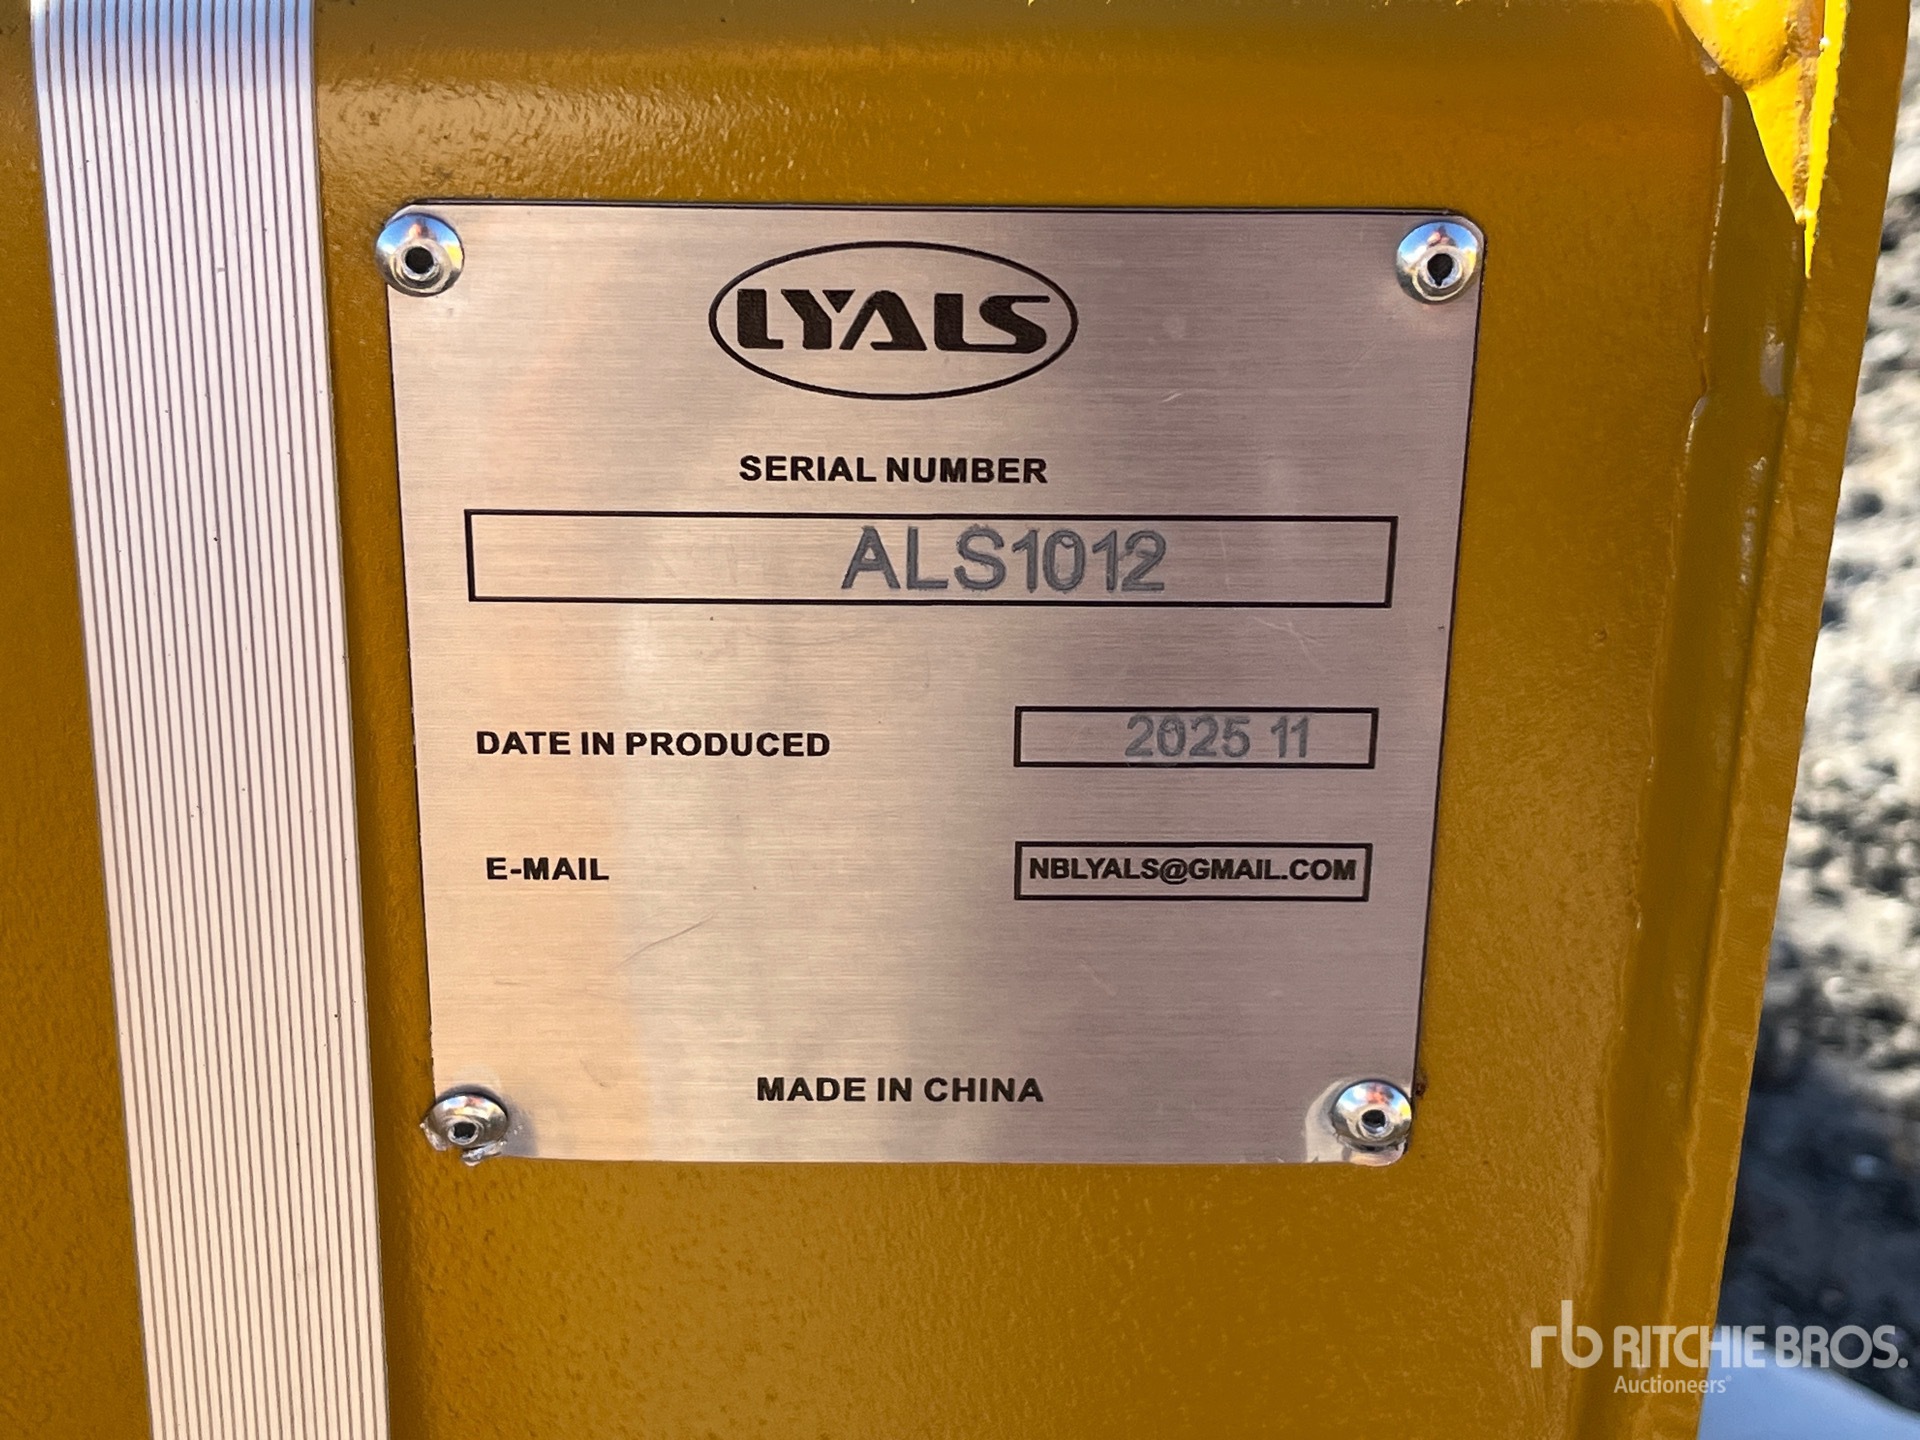 LYALS
SERIAL NUMBER
ALS1012
DATE IN PRODUCED 2025 11
E-MAIL NBLYALS@GMAIL.COM
MADE IN CHINA
rb RITCHIE BROS.
Auctioneers